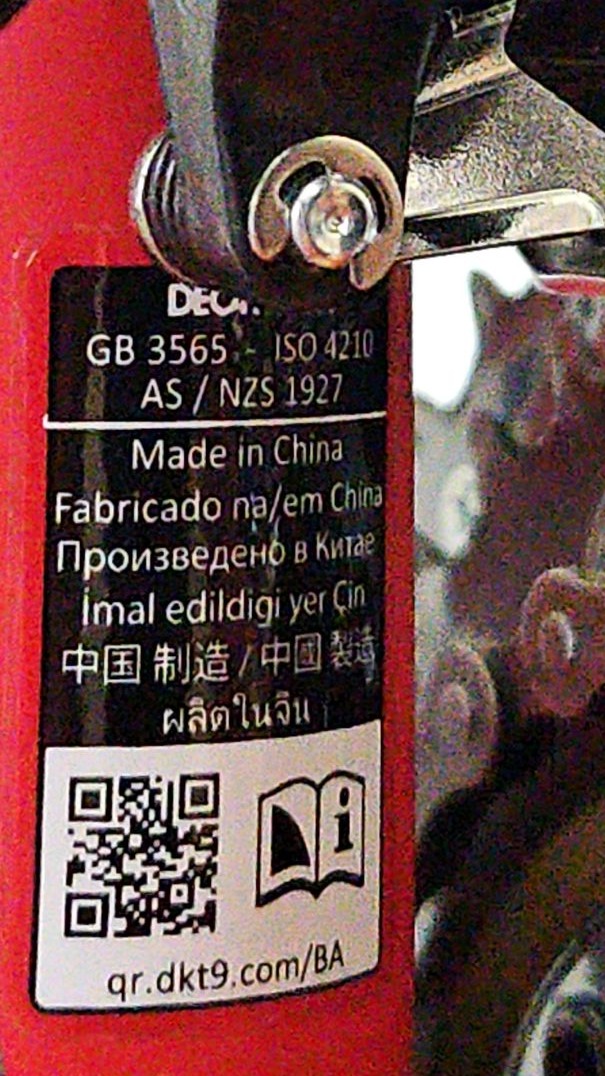 GB 3565 - ISO 4210
AS / NZS 1927
Made in China
Fabricado na/em China
Произведено в Китае
İmal edildigi yer Çin
中国 制造 / 中國 製造
ผลิตในจีน
i
qr.dkt9.com/BA